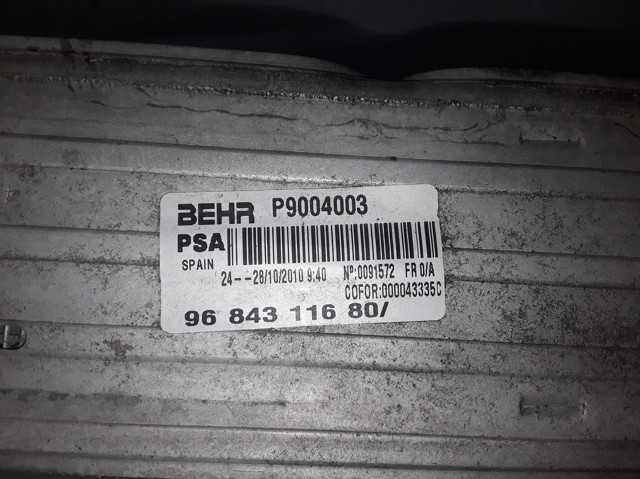 BEHR P9004003
PSA
SPAIN 24--28/10/2010 9:40 Nº:0091572 FR 0/A
COFOR:000043335C
96 843 116 80/